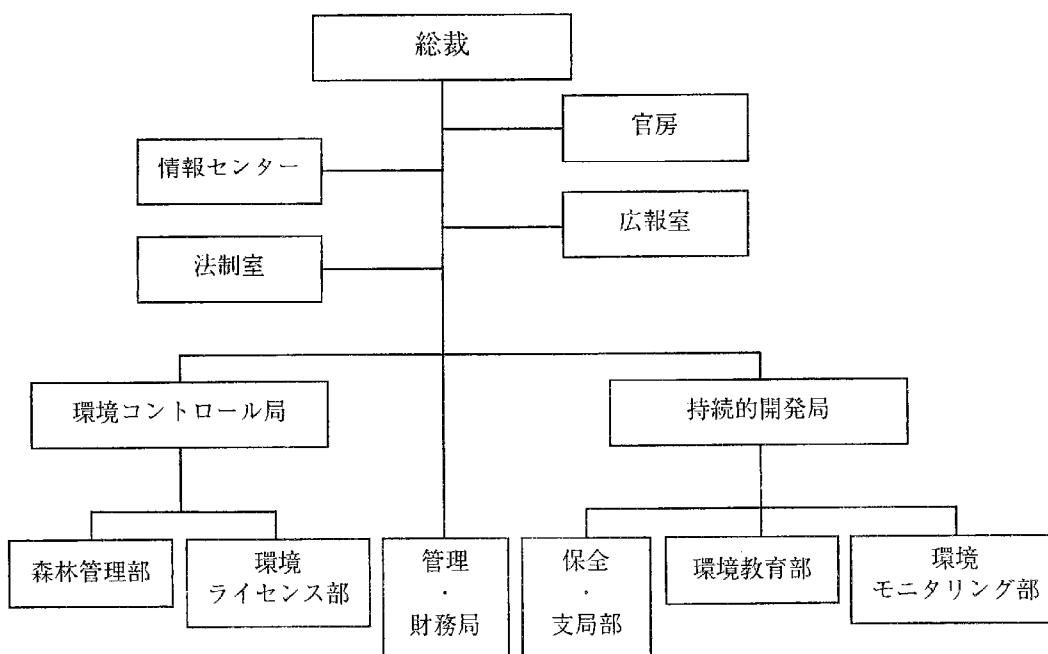 総裁
官房
情報センター
広報室
法制室
環境コントロール局
持続的開発局
森林管理部
環境
ライセンス部
管理
・
財務局
保全
・
支局部
環境教育部
環境
モニタリング部